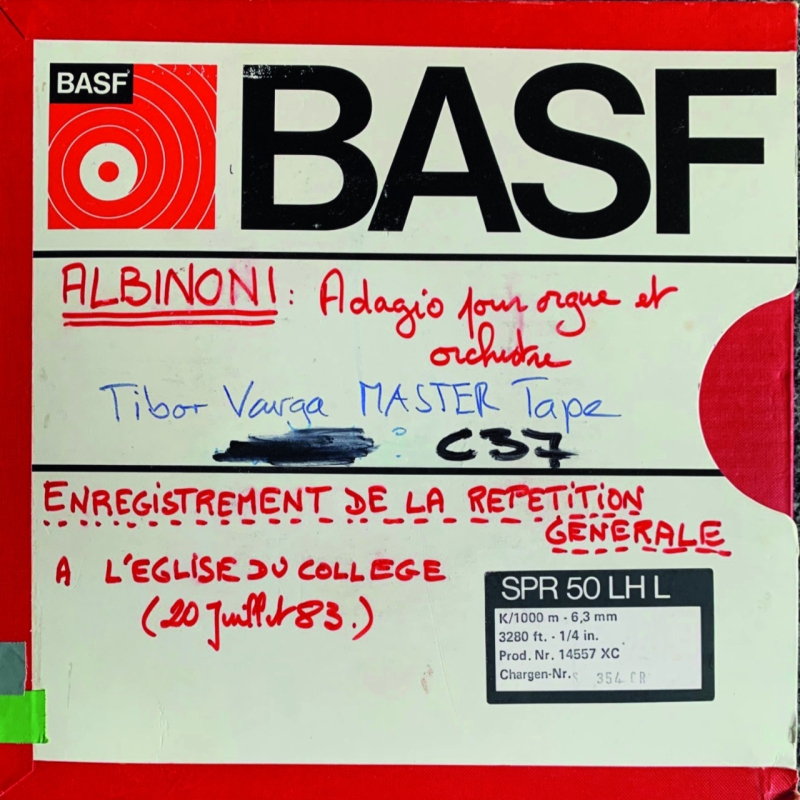 BASF
BASF
ALBINONI : Adagio pour orgue et
orchestre
Tibor Varga MASTER Tape
: C37
ENREGISTREMENT DE LA REPETITION
GENERALE
A L'EGLISE DU COLLEGE
(20 Juillet 83.)
SPR 50 LH L
K/1000 m - 6,3 mm
3280 ft. - 1/4 in.
Prod. Nr. 14557 XC
Chargen-Nr. 354 CR